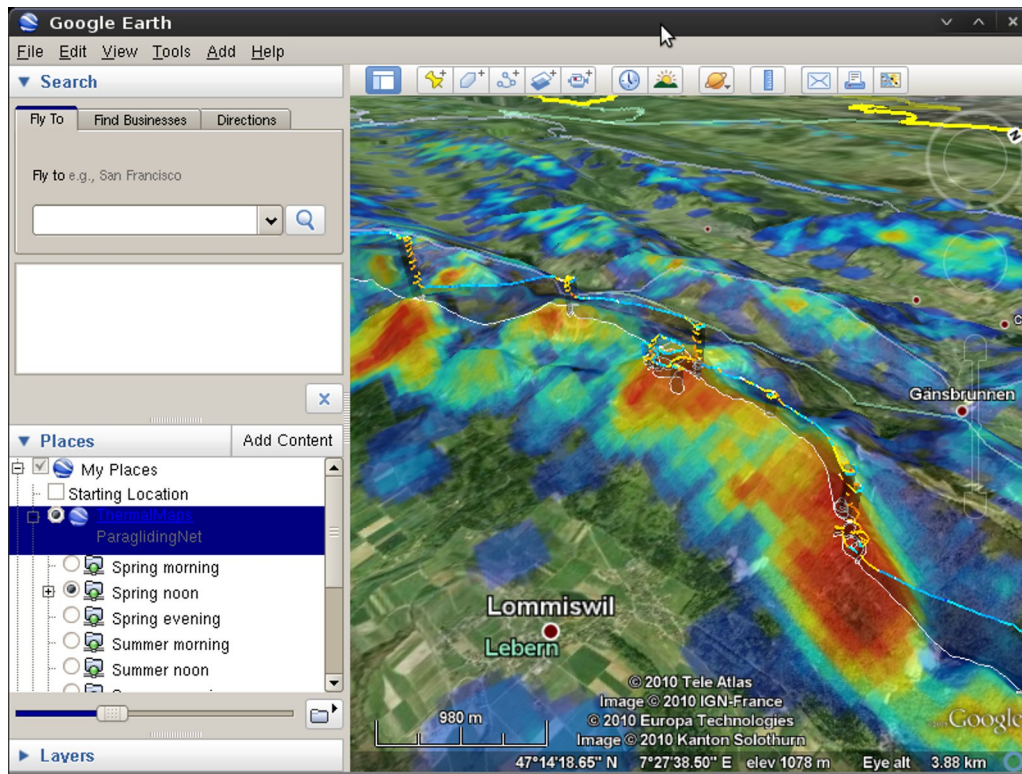 Google Earth
File Edit View Tools Add Help
Search
Fly To Find Businesses Directions
Fly to e.g., San Francisco
Places Add Content
My Places
Starting Location
ThermalMaps
ParaglidingNet
Spring morning
Spring noon
Spring evening
Summer morning
Summer noon
Layers
N
Gänsbrunnen
Lommiswil
Lebern
© 2010 Tele Atlas
Image © 2010 IGN-France
© 2010 Europa Technologies
Image © 2010 Kanton Solothurn
Google
980 m
47°14'18.65" N 7°27'38.50" E elev 1078 m Eye alt 3.88 km